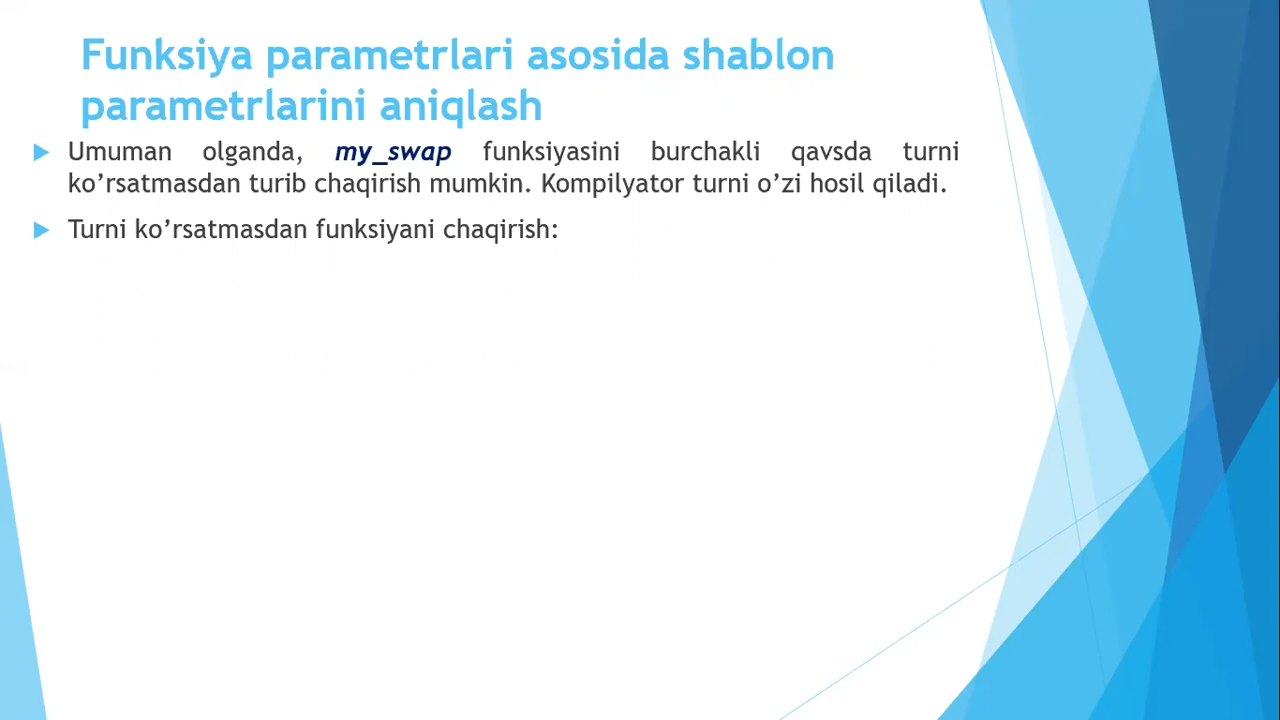 Funksiya parametrlari asosida shablon
parametrlarini aniqlash
Umuman olganda, my_swap funksiyasini burchakli qavsda turni
ko’rsatmasdan turib chaqirish mumkin. Kompilyator turni o’zi hosil qiladi.
Turni ko’rsatmasdan funksiyani chaqirish: